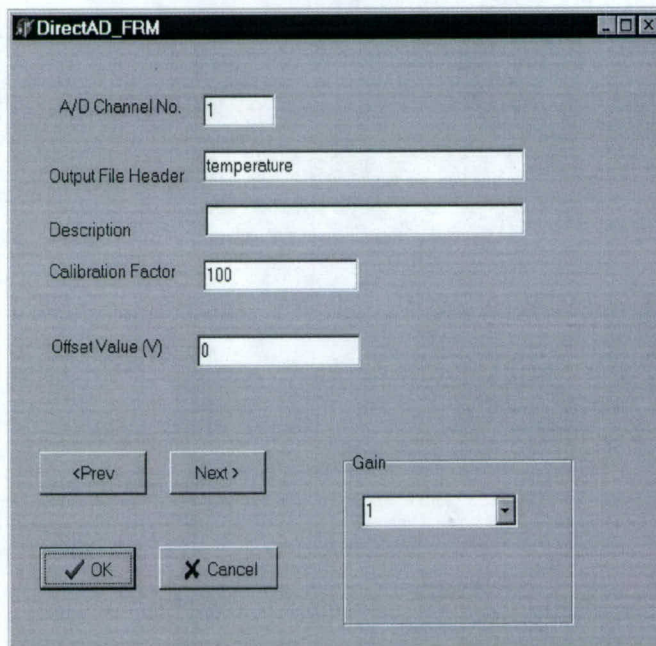 DirectAD_FRM
A/D Channel No. 1
Output File Header temperature
Description
Calibration Factor 100
Offset Value (V) 0
<Prev Next >
Gain
1
OK Cancel